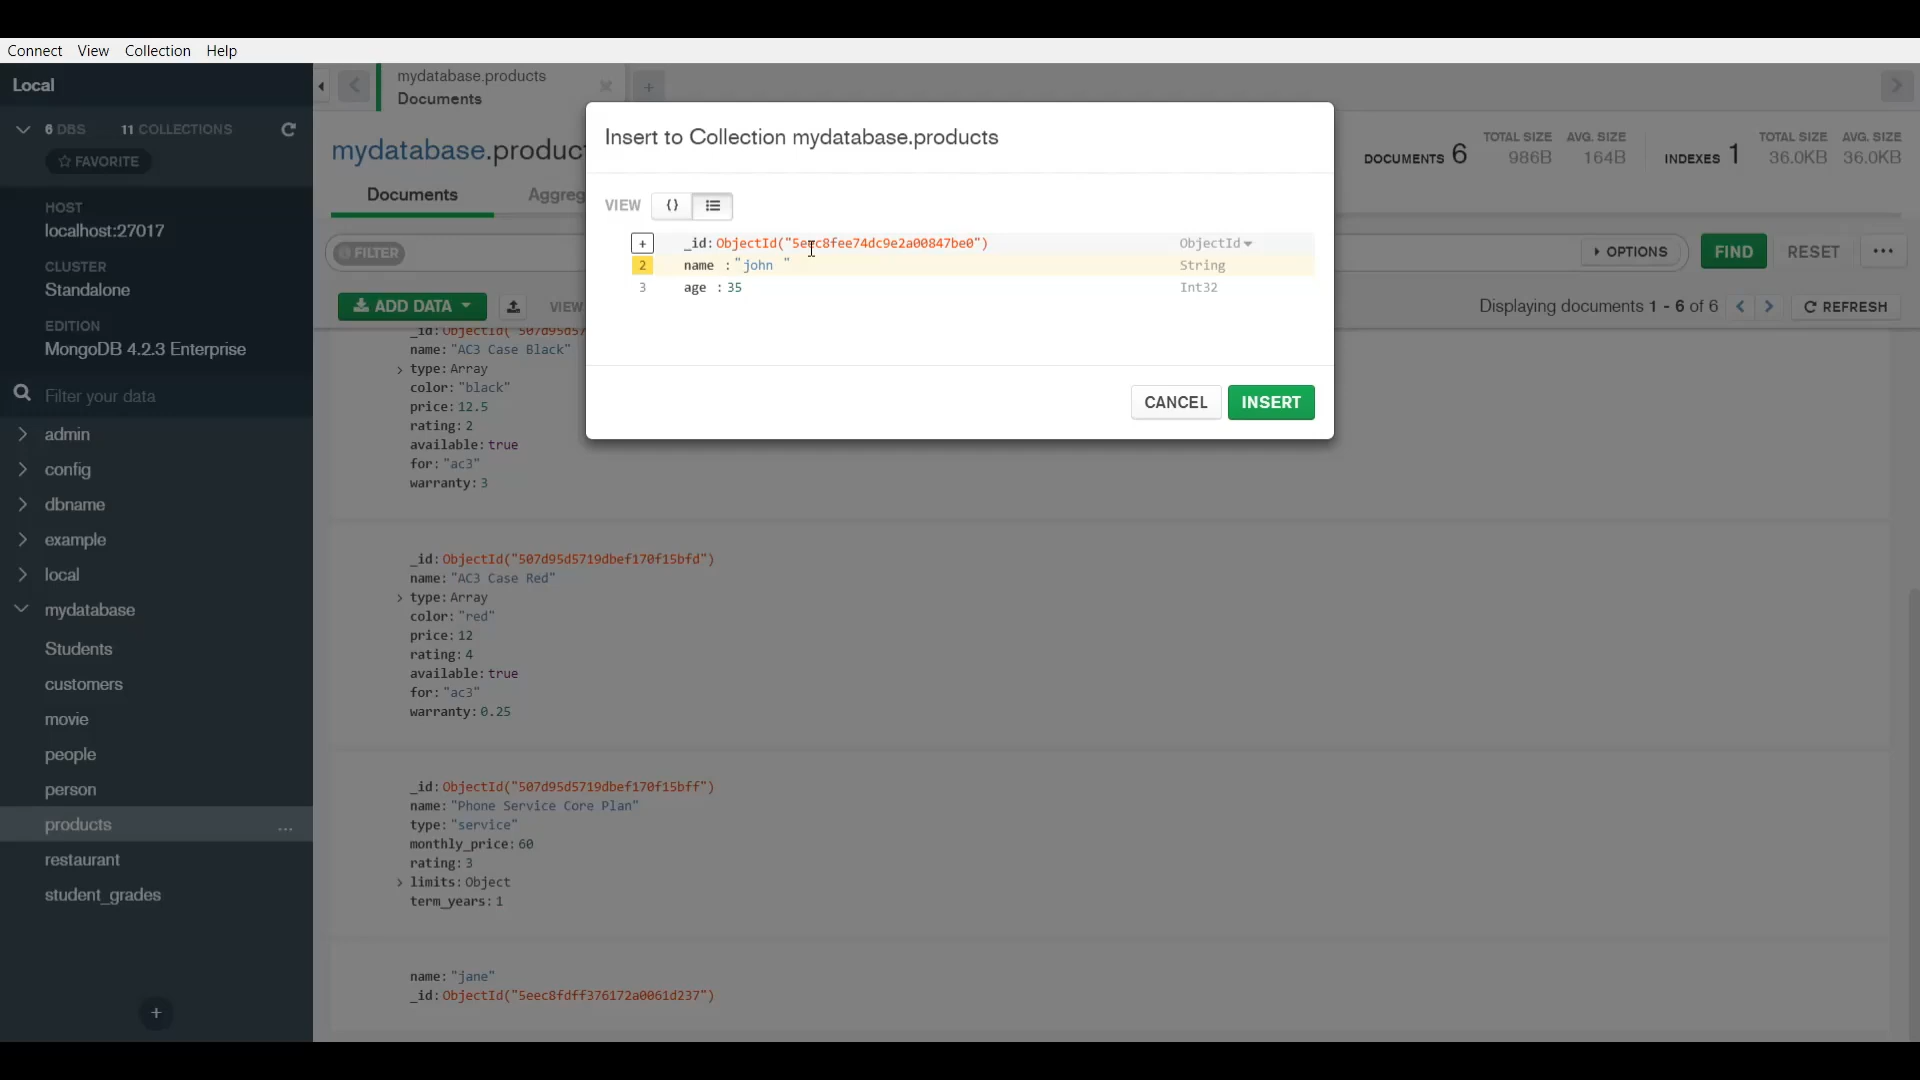 Connect View Collection Help
Local
6 DBS 11 COLLECTIONS
FAVORITE
HOST
localhost:27017
CLUSTER
Standalone
EDITION
MongoDB 4.2.3 Enterprise
Filter your data
admin
config
dbname
example
local
mydatabase
Students
customers
movie
people
person
products ...
restaurant
student_grades
+
mydatabase.products
Documents
+
mydatabase.produc
DOCUMENTS 6 TOTAL SIZE 986B AVG. SIZE 164B INDEXES 1 TOTAL SIZE 36.0KB AVG. SIZE 36.0KB
Documents Aggreg
FILTER OPTIONS FIND RESET ...
ADD DATA VIEW Displaying documents 1 - 6 of 6 REFRESH
Insert to Collection mydatabase.products
VIEW {}
+ _id:ObjectId("5eec8fee74dc9e2a00847be0") ObjectId
2 name :"john " String
3 age :35 Int32
CANCEL INSERT
_id:ObjectId("507d95d57
name:"AC3 Case Black"
type:Array
color:"black"
price:12.5
rating:2
available:true
for:"ac3"
warranty:3
_id:ObjectId("507d95d5719dbef170f15bfd")
name:"AC3 Case Red"
type:Array
color:"red"
price:12
rating:4
available:true
for:"ac3"
warranty:0.25
_id:ObjectId("507d95d5719dbef170f15bff")
name:"Phone Service Core Plan"
type:"service"
monthly_price:60
rating:3
limits:Object
term_years:1
name:"jane"
_id:ObjectId("5eec8fdff376172a0061d237")